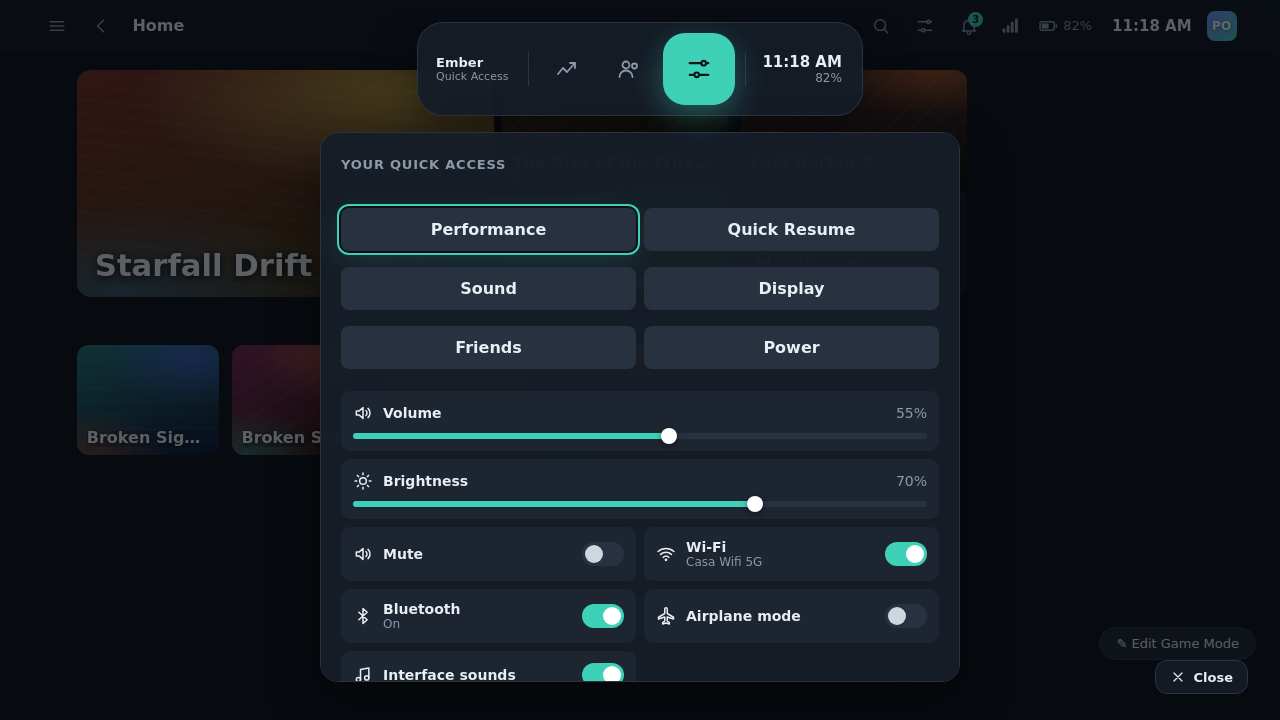 Home
3
82%
11:18 AM
PO
Ember
Quick Access
11:18 AM
82%
YOUR QUICK ACCESS
Performance
Quick Resume
Sound
Display
Friends
Power
Starfall Drift
Broken Sig…
Broken S
Volume
55%
Brightness
70%
Mute
Wi-Fi
Casa Wifi 5G
Bluetooth
On
Airplane mode
Interface sounds
✎ Edit Game Mode
Close